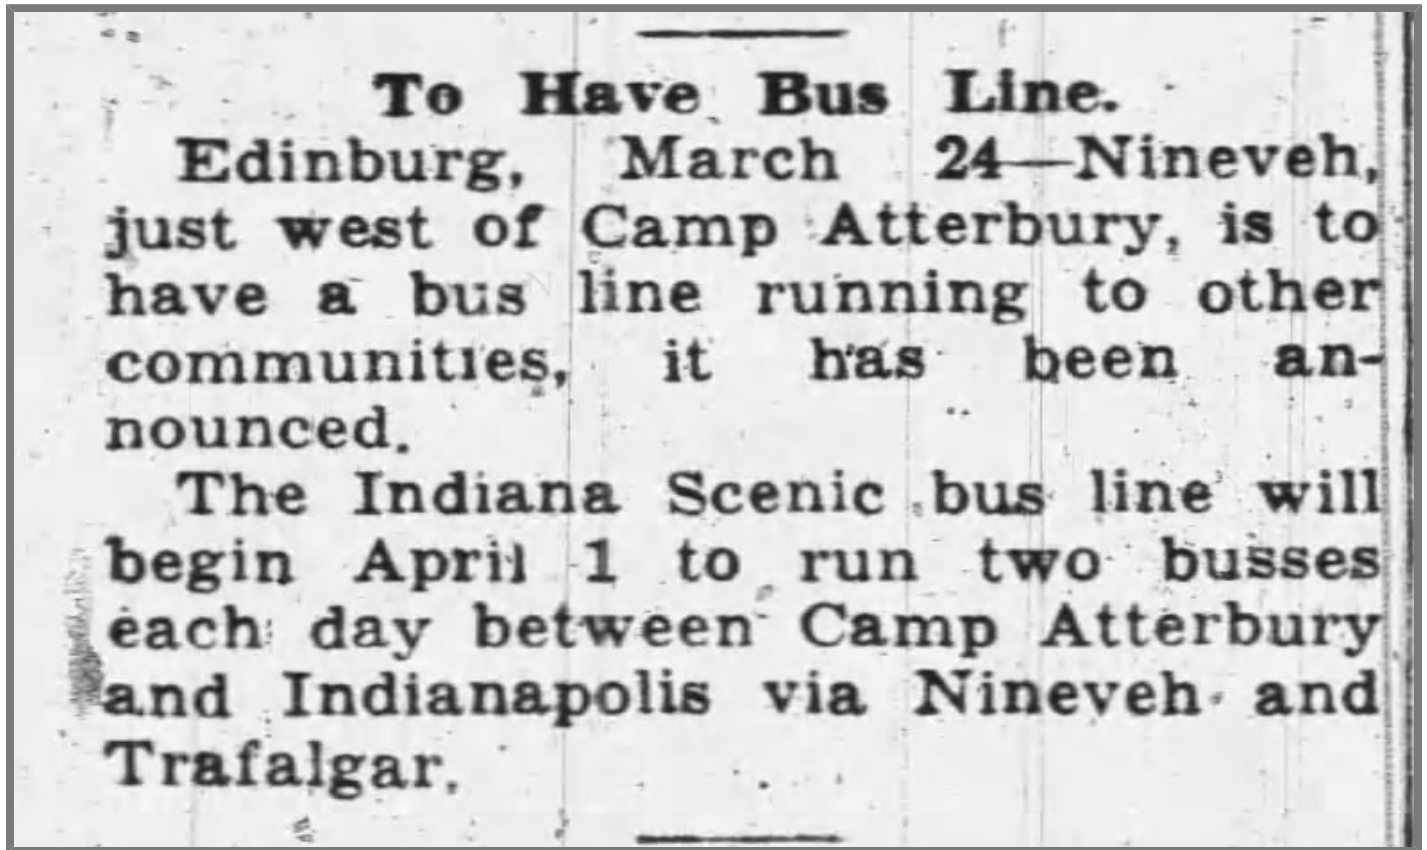 To Have Bus Line.
Edinburg, March 24—Nineveh,
just west of Camp Atterbury, is to
have a bus line running to other
communities, it has been an-
nounced.
The Indiana Scenic bus line will
begin April 1 to run two busses
each day between Camp Atterbury
and Indianapolis via Nineveh and
Trafalgar.